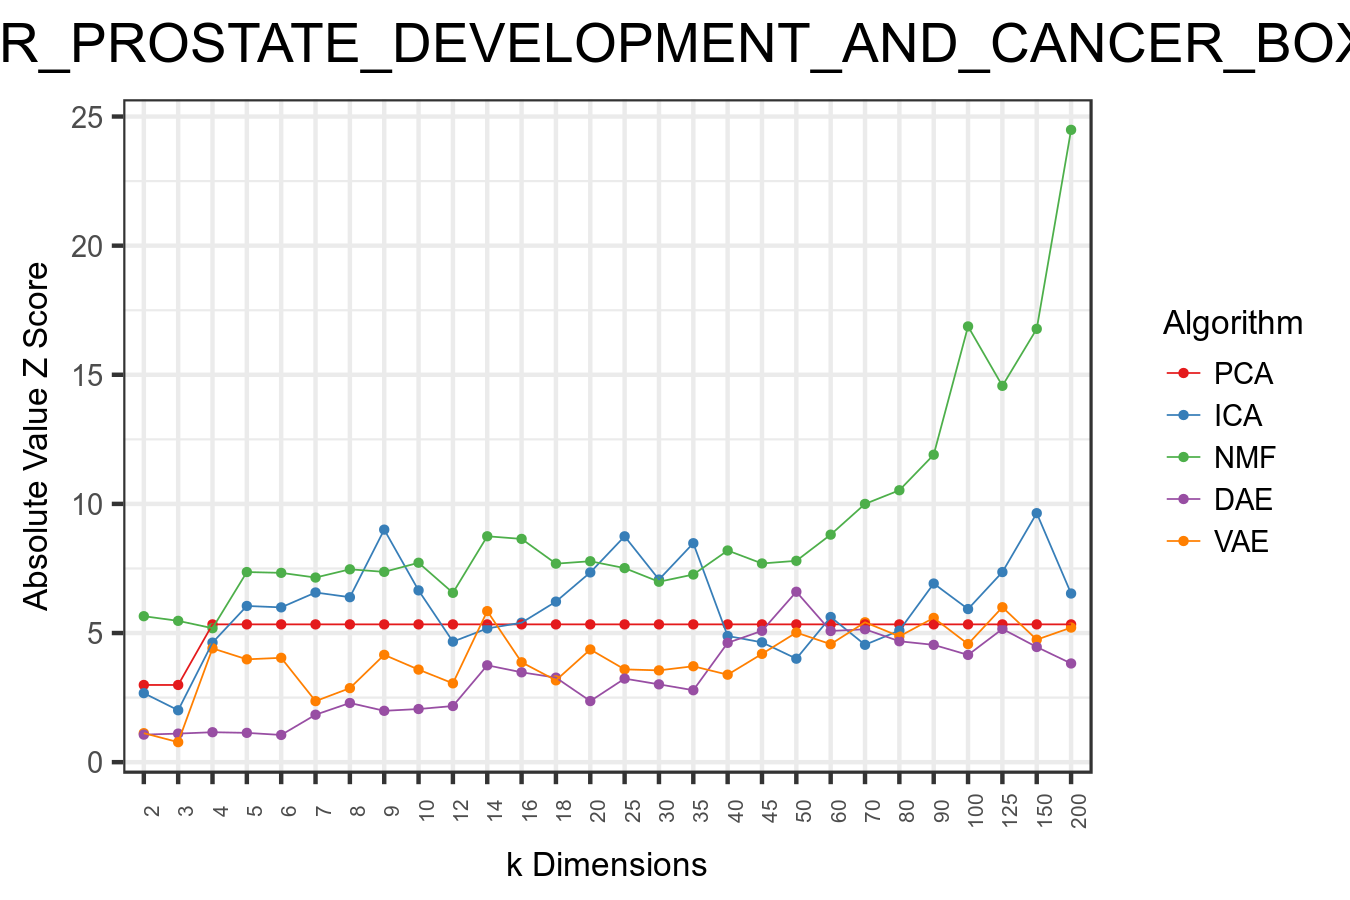 R_PROSTATE_DEVELOPMENT_AND_CANCER_BOX
Absolute Value Z Score
25
20
15
10
5
0
2 3 4 5 6 7 8 9 10 12 14 16 18 20 25 30 35 40 45 50 60 70 80 90 100 125 150 200
k Dimensions
Algorithm
PCA
ICA
NMF
DAE
VAE